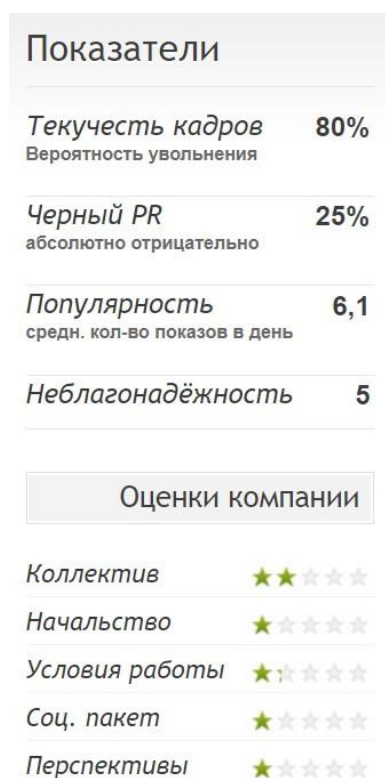 Показатели
Текучесть кадров 80%
Вероятность увольнения
Черный PR 25%
абсолютно отрицательно
Популярность 6,1
средн. кол-во показов в день
Неблагонадёжность 5
Оценки компании
Коллектив
Начальство
Условия работы
Соц. пакет
Перспективы